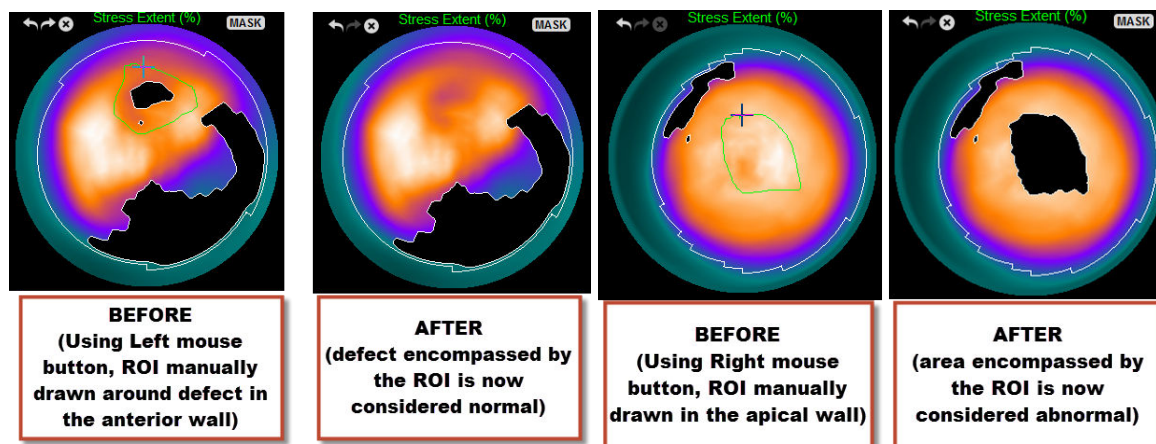 Stress Extent (%)
MASK
Stress Extent (%)
MASK
Stress Extent (%)
MASK
Stress Extent (%)
MASK
BEFORE
(Using Left mouse
button, ROI manually
drawn around defect in
the anterior wall)
AFTER
(defect encompassed by
the ROI is now
considered normal)
BEFORE
(Using Right mouse
button, ROI manually
drawn in the apical wall)
AFTER
(area encompassed by
the ROI is now
considered abnormal)